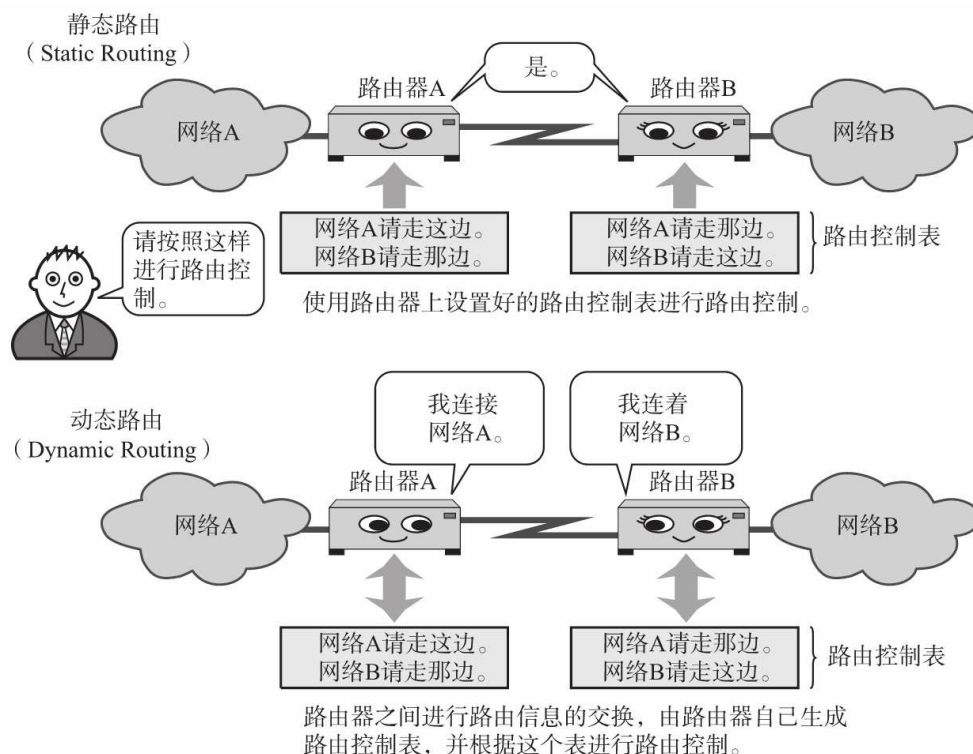 静态路由
（Static Routing）
是。
路由器A
路由器B
网络A
网络B
请按照这样
进行路由控
制。
网络A请走这边。
网络B请走那边。
网络A请走那边。
网络B请走这边。
路由控制表
使用路由器上设置好的路由控制表进行路由控制。
动态路由
（Dynamic Routing）
我连接
网络A。
我连着
网络B。
路由器A
路由器B
网络A
网络B
网络A请走这边。
网络B请走那边。
网络A请走那边。
网络B请走这边。
路由控制表
路由器之间进行路由信息的交换，由路由器自己生成
路由控制表，并根据这个表进行路由控制。